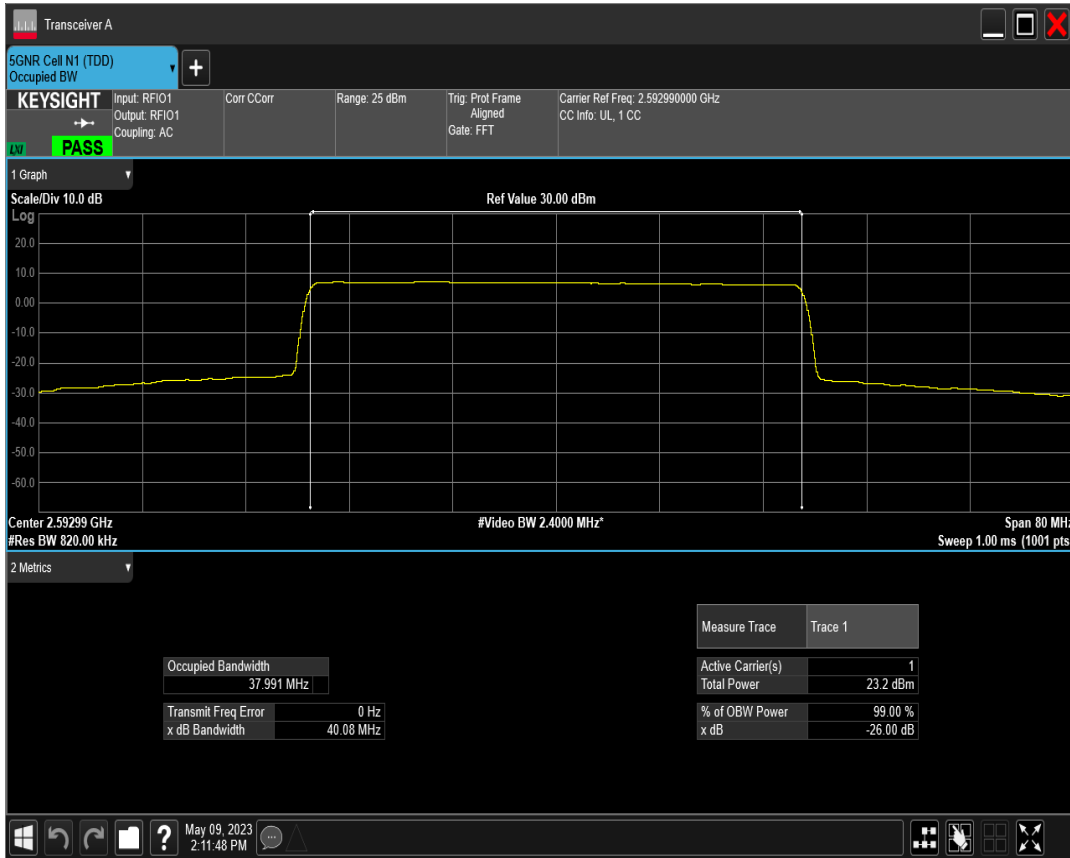 Transceiver A
5GNR Cell N1 (TDD)
Occupied BW
+
KEYSIGHT
LXI
PASS
Input: RFIO1
Output: RFIO1
Coupling: AC
Corr CCorr
Range: 25 dBm
Trig: Prot Frame
Aligned
Gate: FFT
Carrier Ref Freq: 2.592990000 GHz
CC Info: UL, 1 CC
1 Graph
Scale/Div 10.0 dB
Ref Value 30.00 dBm
Log
20.0
10.0
0.00
-10.0
-20.0
-30.0
-40.0
-50.0
-60.0
Center 2.59299 GHz
#Video BW 2.4000 MHz*
Span 80 MHz
#Res BW 820.00 kHz
Sweep 1.00 ms (1001 pts
2 Metrics
Measure Trace Trace 1
Occupied Bandwidth
37.991 MHz
Active Carrier(s) 1
Total Power 23.2 dBm
Transmit Freq Error 0 Hz
x dB Bandwidth 40.08 MHz
% of OBW Power 99.00 %
x dB -26.00 dB
?
May 09, 2023
2:11:48 PM